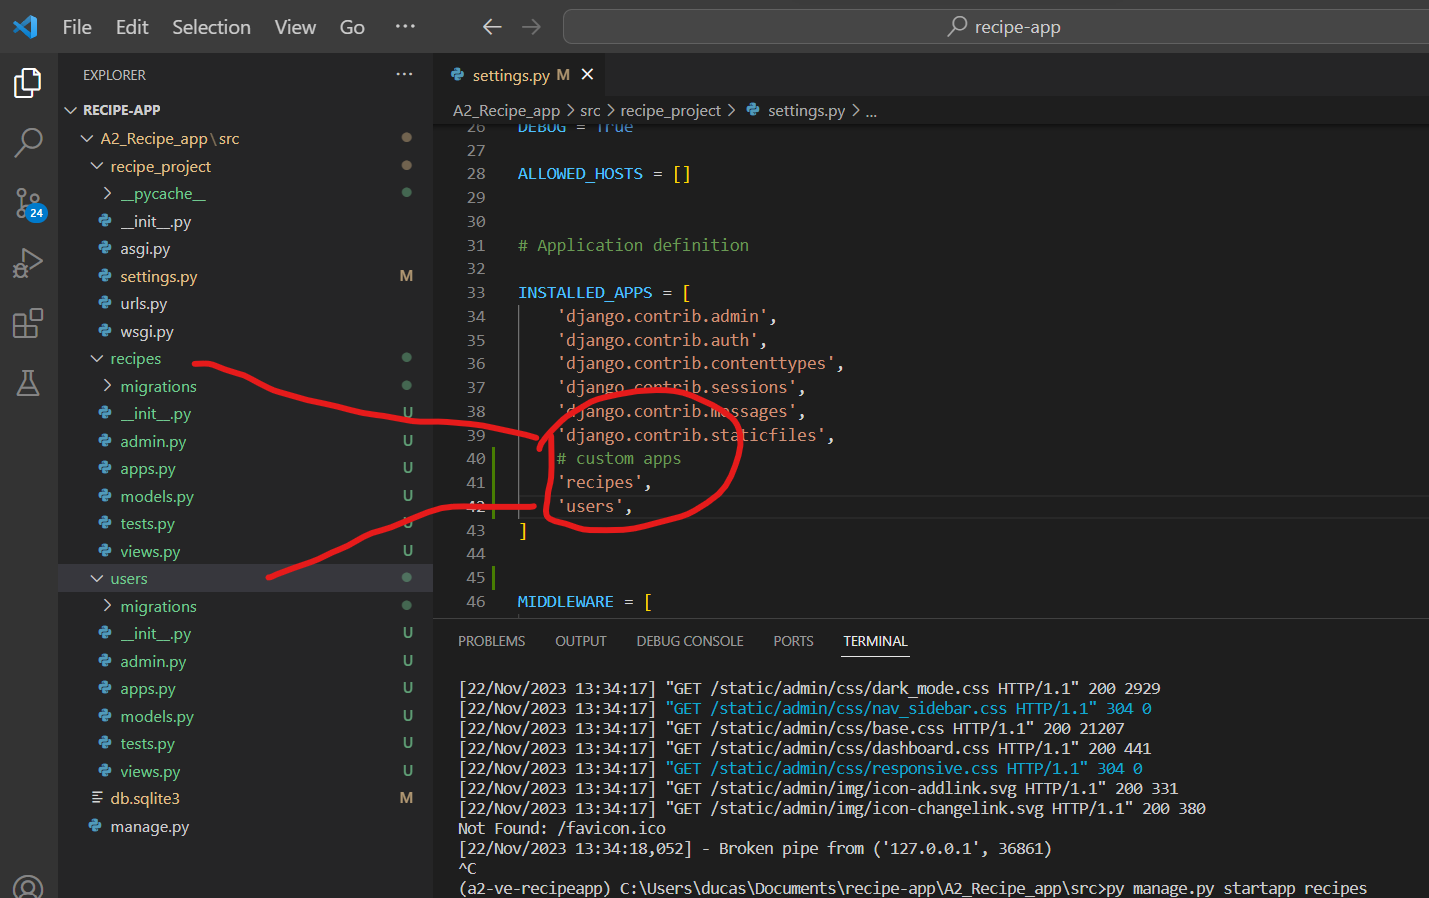 File Edit Selection View Go ...
recipe-app
EXPLORER ...
RECIPE-APP
A2_Recipe_app\src
recipe_project
__pycache__
__init__.py
asgi.py
settings.py M
urls.py
wsgi.py
recipes
migrations
__init__.py U
admin.py U
apps.py U
models.py U
tests.py U
views.py U
users
migrations
__init__.py U
admin.py U
apps.py U
models.py U
tests.py U
views.py U
db.sqlite3 M
manage.py
24
settings.py M
A2_Recipe_app > src > recipe_project > settings.py > ...
26 DEBUG = True
27
28 ALLOWED_HOSTS = []
29
30
31 # Application definition
32
33 INSTALLED_APPS = [
34 'django.contrib.admin',
35 'django.contrib.auth',
36 'django.contrib.contenttypes',
37 'django.contrib.sessions',
38 'django.contrib.messages',
39 'django.contrib.staticfiles',
40 # custom apps
41 'recipes',
42 'users',
43 ]
44
45
46 MIDDLEWARE = [
PROBLEMS OUTPUT DEBUG CONSOLE PORTS TERMINAL
[22/Nov/2023 13:34:17] "GET /static/admin/css/dark_mode.css HTTP/1.1" 200 2929
[22/Nov/2023 13:34:17] "GET /static/admin/css/nav_sidebar.css HTTP/1.1" 304 0
[22/Nov/2023 13:34:17] "GET /static/admin/css/base.css HTTP/1.1" 200 21207
[22/Nov/2023 13:34:17] "GET /static/admin/css/dashboard.css HTTP/1.1" 200 441
[22/Nov/2023 13:34:17] "GET /static/admin/css/responsive.css HTTP/1.1" 304 0
[22/Nov/2023 13:34:17] "GET /static/admin/img/icon-addlink.svg HTTP/1.1" 200 331
[22/Nov/2023 13:34:17] "GET /static/admin/img/icon-changelink.svg HTTP/1.1" 200 380
Not Found: /favicon.ico
[22/Nov/2023 13:34:18,052] - Broken pipe from ('127.0.0.1', 36861)
^C
(a2-ve-recipeapp) C:\Users\ducas\Documents\recipe-app\A2_Recipe_app\src>py manage.py startapp recipes